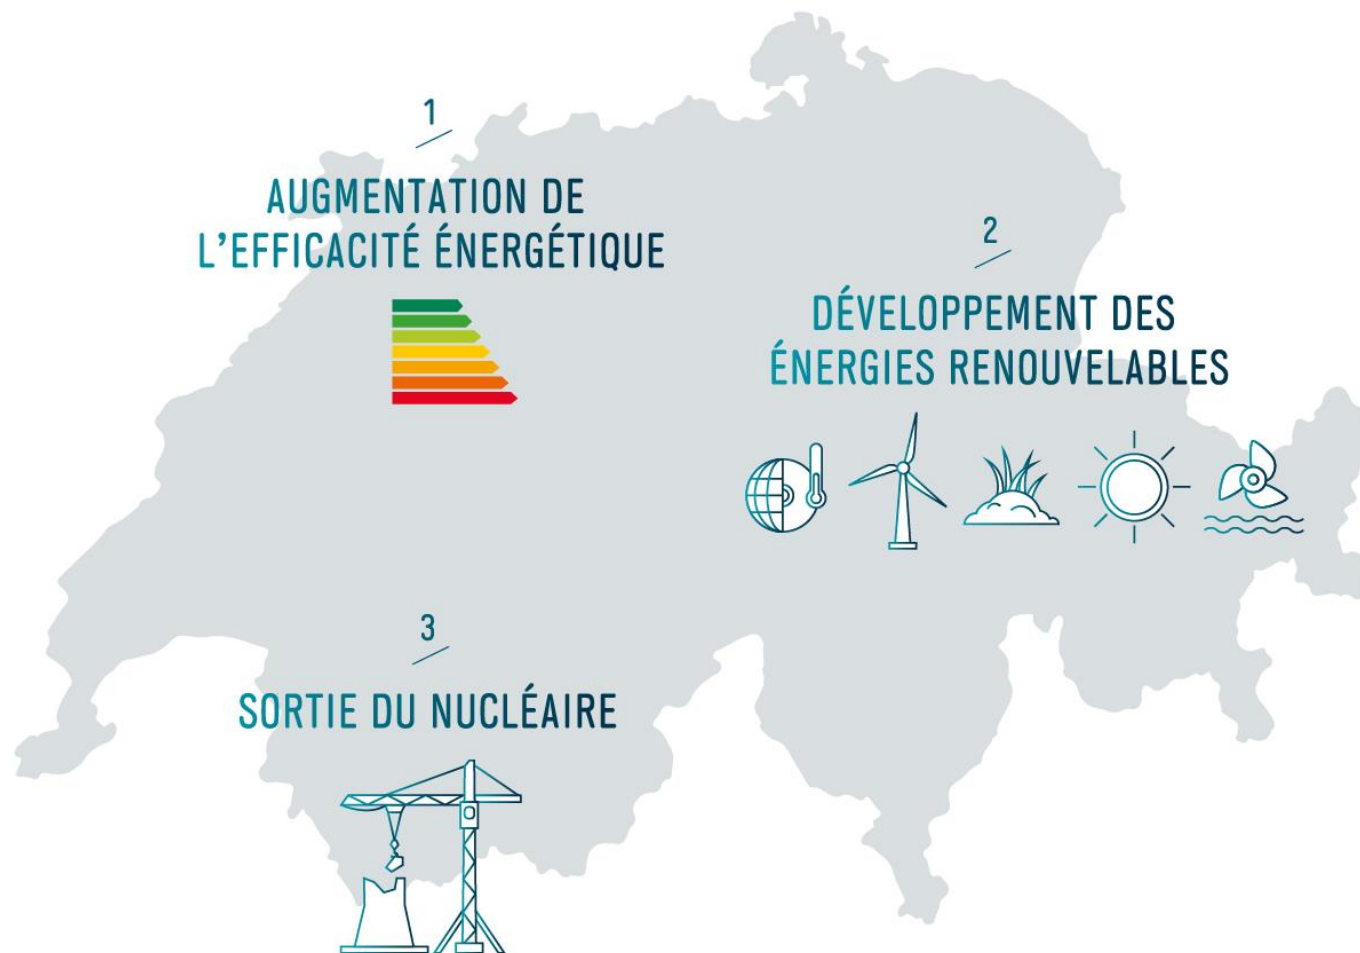 1
AUGMENTATION DE
L’EFFICACITÉ ÉNERGÉTIQUE
2
DÉVELOPPEMENT DES
ÉNERGIES RENOUVELABLES
3
SORTIE DU NUCLÉAIRE